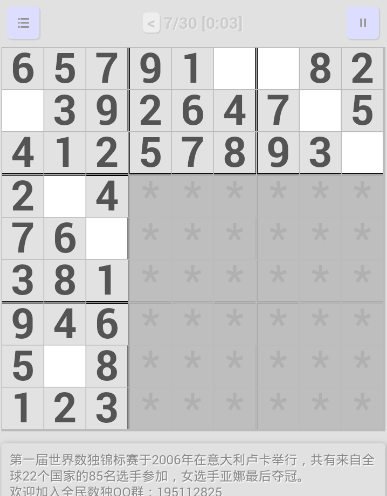 < 7/30 [0:03]
6 5 7 9 1 8 2
3 9 2 6 4 7 5
4 1 2 5 7 8 9 3
2 4 * * * * * *
7 6 * * * * * *
3 8 1 * * * * * *
9 4 6 * * * * * *
5 8 * * * * * *
1 2 3 * * * * * *
第一届世界数独锦标赛于2006年在意大利卢卡举行，共有来自全
球22个国家的85名选手参加，女选手亚娜最后夺冠。
欢迎加入全民数独QQ群：195112825